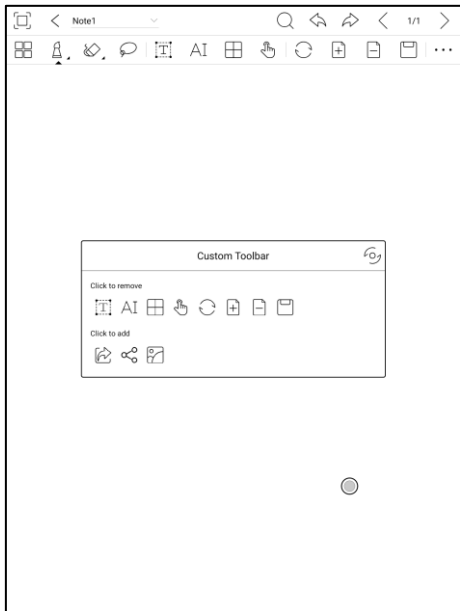 Note1 1/1
T AI
Custom Toolbar
Click to remove
T AI
Click to add